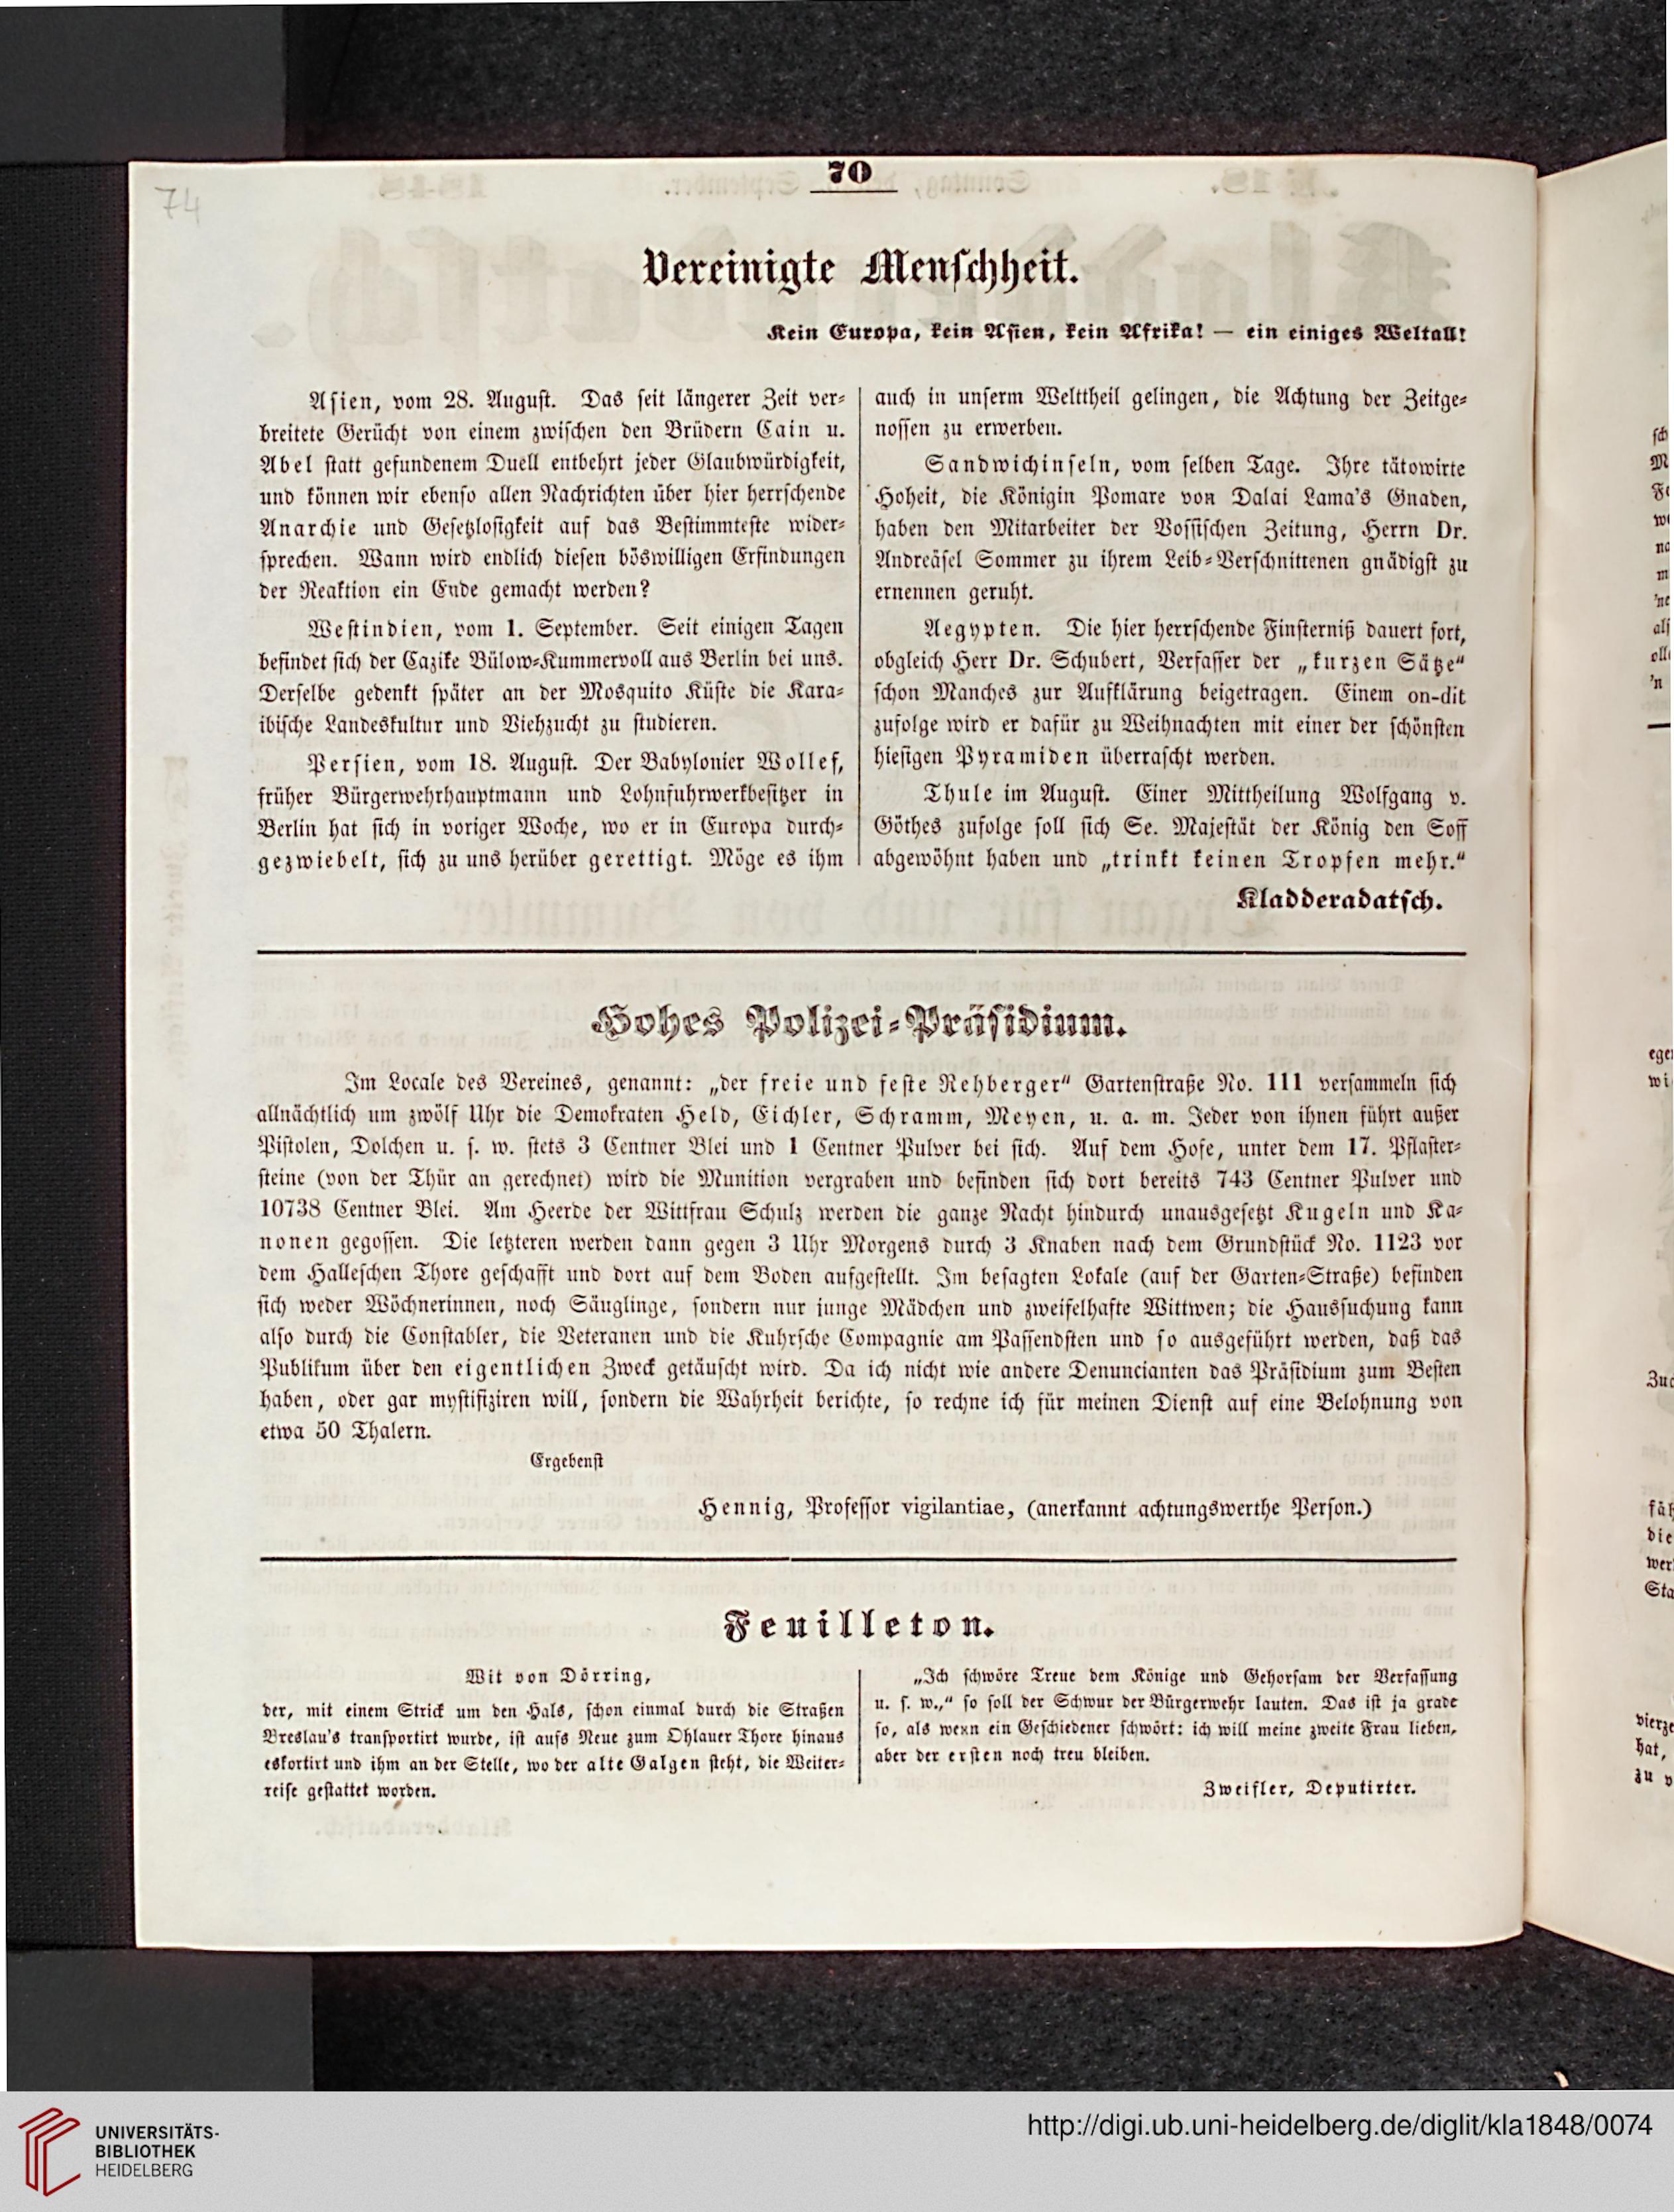 70
74
Vereinigte Menſchheit.
Kein Europa, kein Aſien, kein Afrika! — ein einiges Weltall!
Aſien, vom 28. Auguſt. Das ſeit längerer Zeit ver⸗
breitete Gerücht von einem zwiſchen den Brüdern Cain u.
Abel ſtatt gefundenem Duell entbehrt jeder Glaubwürdigkeit,
und können wir ebenſo allen Nachrichten über hier herrſchende
Anarchie und Geſetzloſigkeit auf das Beſtimmteſte wider⸗
ſprechen. Wann wird endlich dieſen böswilligen Erfindungen
der Reaktion ein Ende gemacht werden?
Weſtindien, vom 1. September. Seit einigen Tagen
befindet ſich der Cazike Bülow⸗Kummervoll aus Berlin bei uns.
Derſelbe gedenkt ſpäter an der Mosquito Küſte die Kara⸗
ibiſche Landeskultur und Viehzucht zu ſtudieren.
Perſien, vom 18. Auguſt. Der Babylonier Wollef,
früher Bürgerwehrhauptmann und Lohnfuhrwerkbeſitzer in
Berlin hat ſich in voriger Woche, wo er in Europa durch⸗
gezwiebelt, ſich zu uns herüber gerettigt. Möge es ihm
auch in unſerm Welttheil gelingen, die Achtung der Zeitge⸗
noſſen zu erwerben.
Sandwichinſeln, vom ſelben Tage. Ihre tätowirte
Hoheit, die Königin Pomare von Dalai Lama's Gnaden,
haben den Mitarbeiter der Voſſiſchen Zeitung, Herrn Dr.
Andreäſel Sommer zu ihrem Leib⸗Verſchnittenen gnädigſt zu
ernennen geruht.
Aegypten. Die hier herrſchende Finſterniß dauert fort,
obgleich Herr Dr. Schubert, Verfaſſer der „kurzen Sätze“
ſchon Manches zur Aufklärung beigetragen. Einem on-dit
zufolge wird er dafür zu Weihnachten mit einer der ſchönſten
hieſigen Pyramiden überraſcht werden.
Thule im Auguſt. Einer Mittheilung Wolfgang v.
Göthes zufolge ſoll ſich Se. Majeſtät der König den Soff
abgewöhnt haben und „trinkt keinen Tropfen mehr.“
Kladderadatſch.
Hohes Polizei⸗Präſidium.
Im Locale des Vereines, genannt: „der freie und feſte Rehberger“ Gartenſtraße No. 111 verſammeln ſich
allnächtlich um zwölf Uhr die Demokraten Held, Eichler, Schramm, Meyen, u. a. m. Jeder von ihnen führt außer
Piſtolen, Dolchen u. ſ. w. ſtets 3 Centner Blei und 1 Centner Pulver bei ſich. Auf dem Hofe, unter dem 17. Pflaſter⸗
ſteine (von der Thür an gerechnet) wird die Munition vergraben und befinden ſich dort bereits 743 Centner Pulver und
10738 Centner Blei. Am Heerde der Wittfrau Schulz werden die ganze Nacht hindurch unausgeſetzt Kugeln und Ka⸗
nonen gegoſſen. Die letzteren werden dann gegen 3 Uhr Morgens durch 3 Knaben nach dem Grundſtück No. 1123 vor
dem Halleſchen Thore geſchafft und dort auf dem Boden aufgeſtellt. Im beſagten Lokale (auf der Garten⸗Straße) befinden
ſich weder Wöchnerinnen, noch Säuglinge, ſondern nur junge Mädchen und zweifelhafte Wittwen; die Hausſuchung kann
alſo durch die Conſtabler, die Veteranen und die Kuhrſche Compagnie am Paſſendſten und ſo ausgeführt werden, daß das
Publikum über den eigentlichen Zweck getäuſcht wird. Da ich nicht wie andere Denuncianten das Präſidium zum Beſten
haben, oder gar myſtifiziren will, ſondern die Wahrheit berichte, ſo rechne ich für meinen Dienſt auf eine Belohnung von
etwa 50 Thalern.
Ergebenſt
Hennig, Profeſſor vigilantiae, (anerkannt achtungswerthe Perſon.)
Feuilleton.
Wit von Dörring,
der, mit einem Strick um den Hals, ſchon einmal durch die Straßen
Breslau's transportirt wurde, iſt aufs Neue zum Ohlauer Thore hinaus
eskortirt und ihm an der Stelle, wo der alte Galgen ſteht, die Weiter⸗
reiſe geſtattet worden.
„Ich ſchwöre Treue dem Könige und Gehorſam der Verfaſſung
u. ſ. w.,“ ſo ſoll der Schwur der Bürgerwehr lauten. Das iſt ja grade
ſo, als wenn ein Geſchiedener ſchwört: ich will meine zweite Frau lieben,
aber der erſten noch treu bleiben.
Zweifler, Deputirter.
UNIVERSITÄTS-
BIBLIOTHEK
HEIDELBERG
http://digi.ub.uni-heidelberg.de/diglit/kla1848/0074